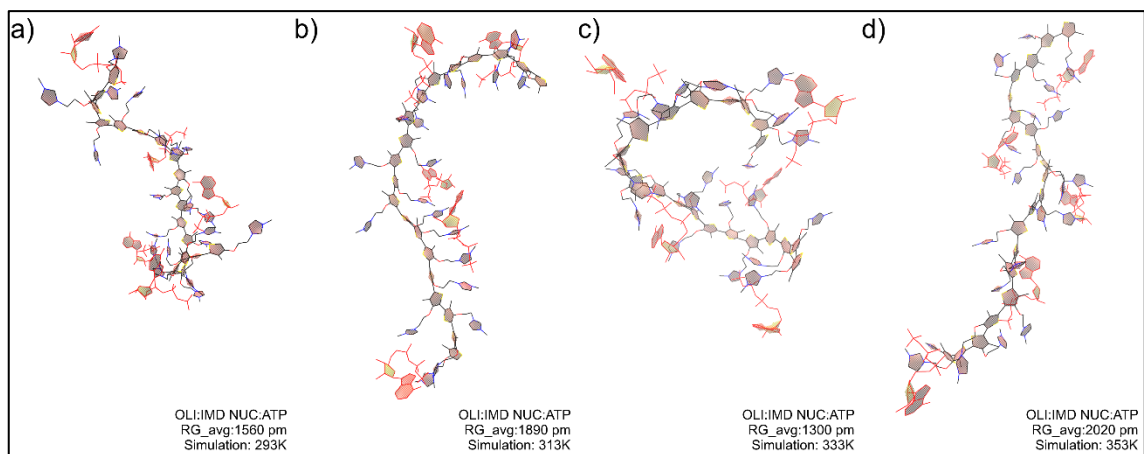 a)
OLI:IMD NUC:ATP
RG_avg:1560 pm
Simulation: 293K
b)
OLI:IMD NUC:ATP
RG_avg:1890 pm
Simulation: 313K
c)
OLI:IMD NUC:ATP
RG_avg:1300 pm
Simulation: 333K
d)
OLI:IMD NUC:ATP
RG_avg:2020 pm
Simulation: 353K